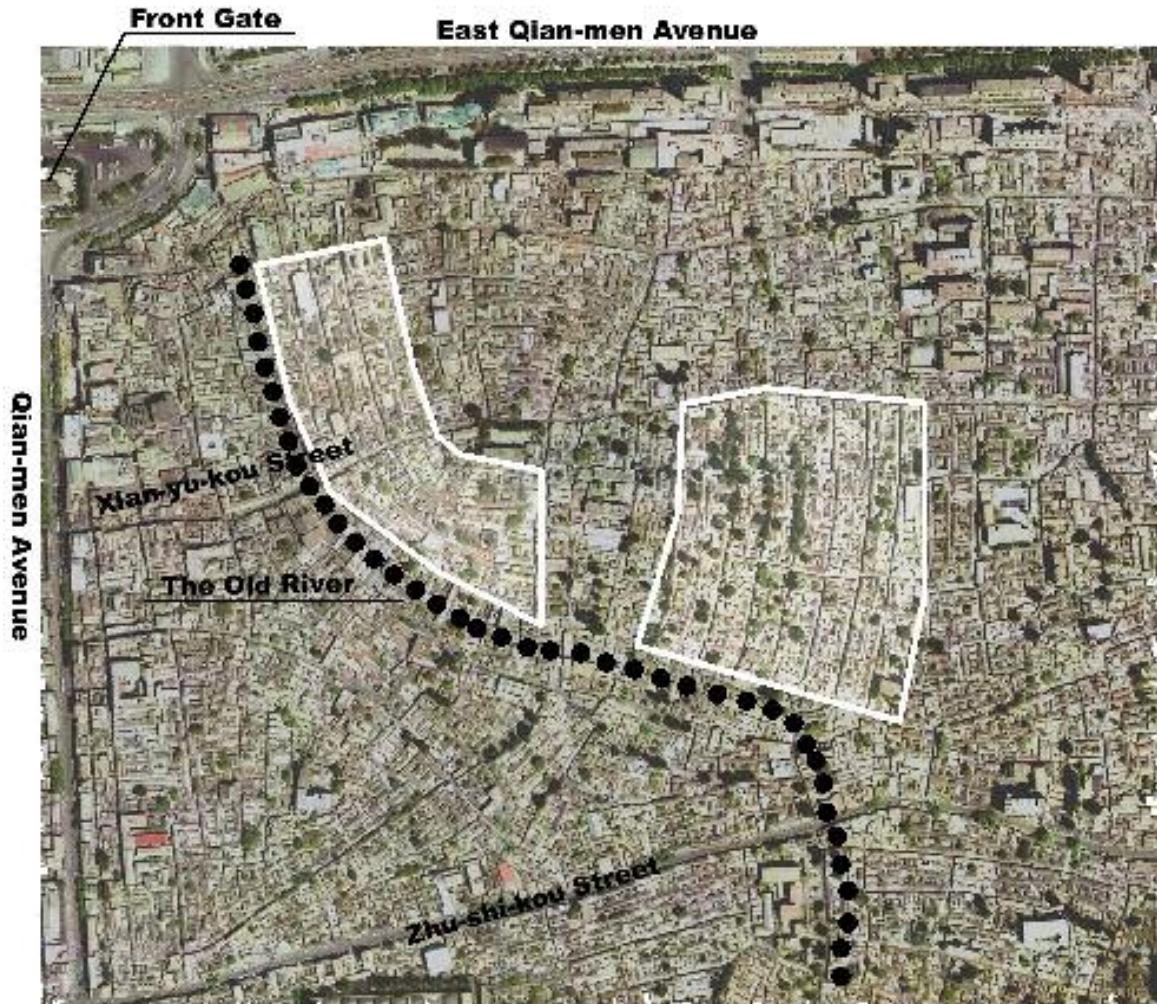 Front Gate
East Qian-men Avenue
Qian-men Avenue
Xian-yu-kou Street
The Old River
Zhu-shi-kou Street